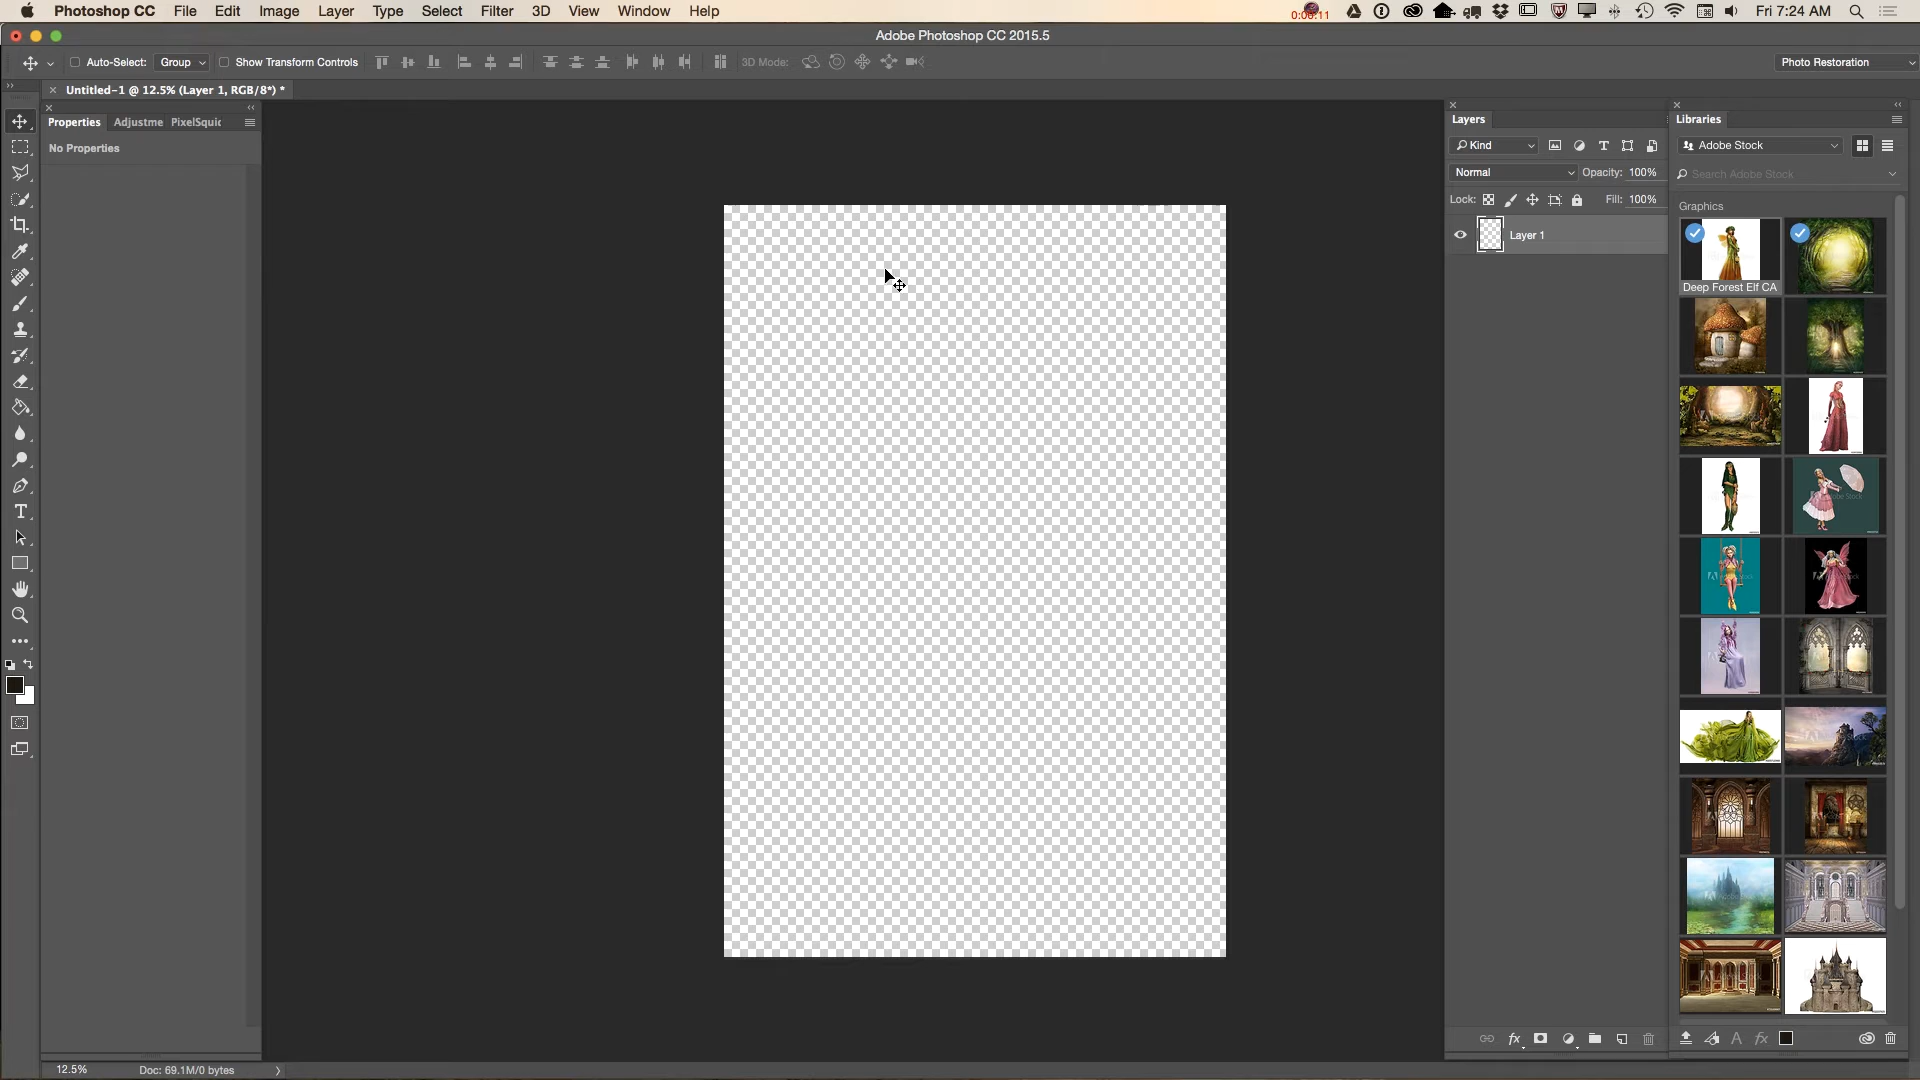 Photoshop CC File Edit Image Layer Type Select Filter 3D View Window Help 0:00:11 Fri 7:24 AM
Adobe Photoshop CC 2015.5
Auto-Select: Group Show Transform Controls 3D Mode: Photo Restoration
Untitled-1 @ 12.5% (Layer 1, RGB/8*) *
Properties Adjustme PixelSquid
No Properties
Layers
Kind
Normal Opacity: 100%
Lock: Fill: 100%
Layer 1
Libraries
Adobe Stock
Search Adobe Stock
Graphics
Deep Forest Elf CA
12.5% Doc: 69.1M/0 bytes